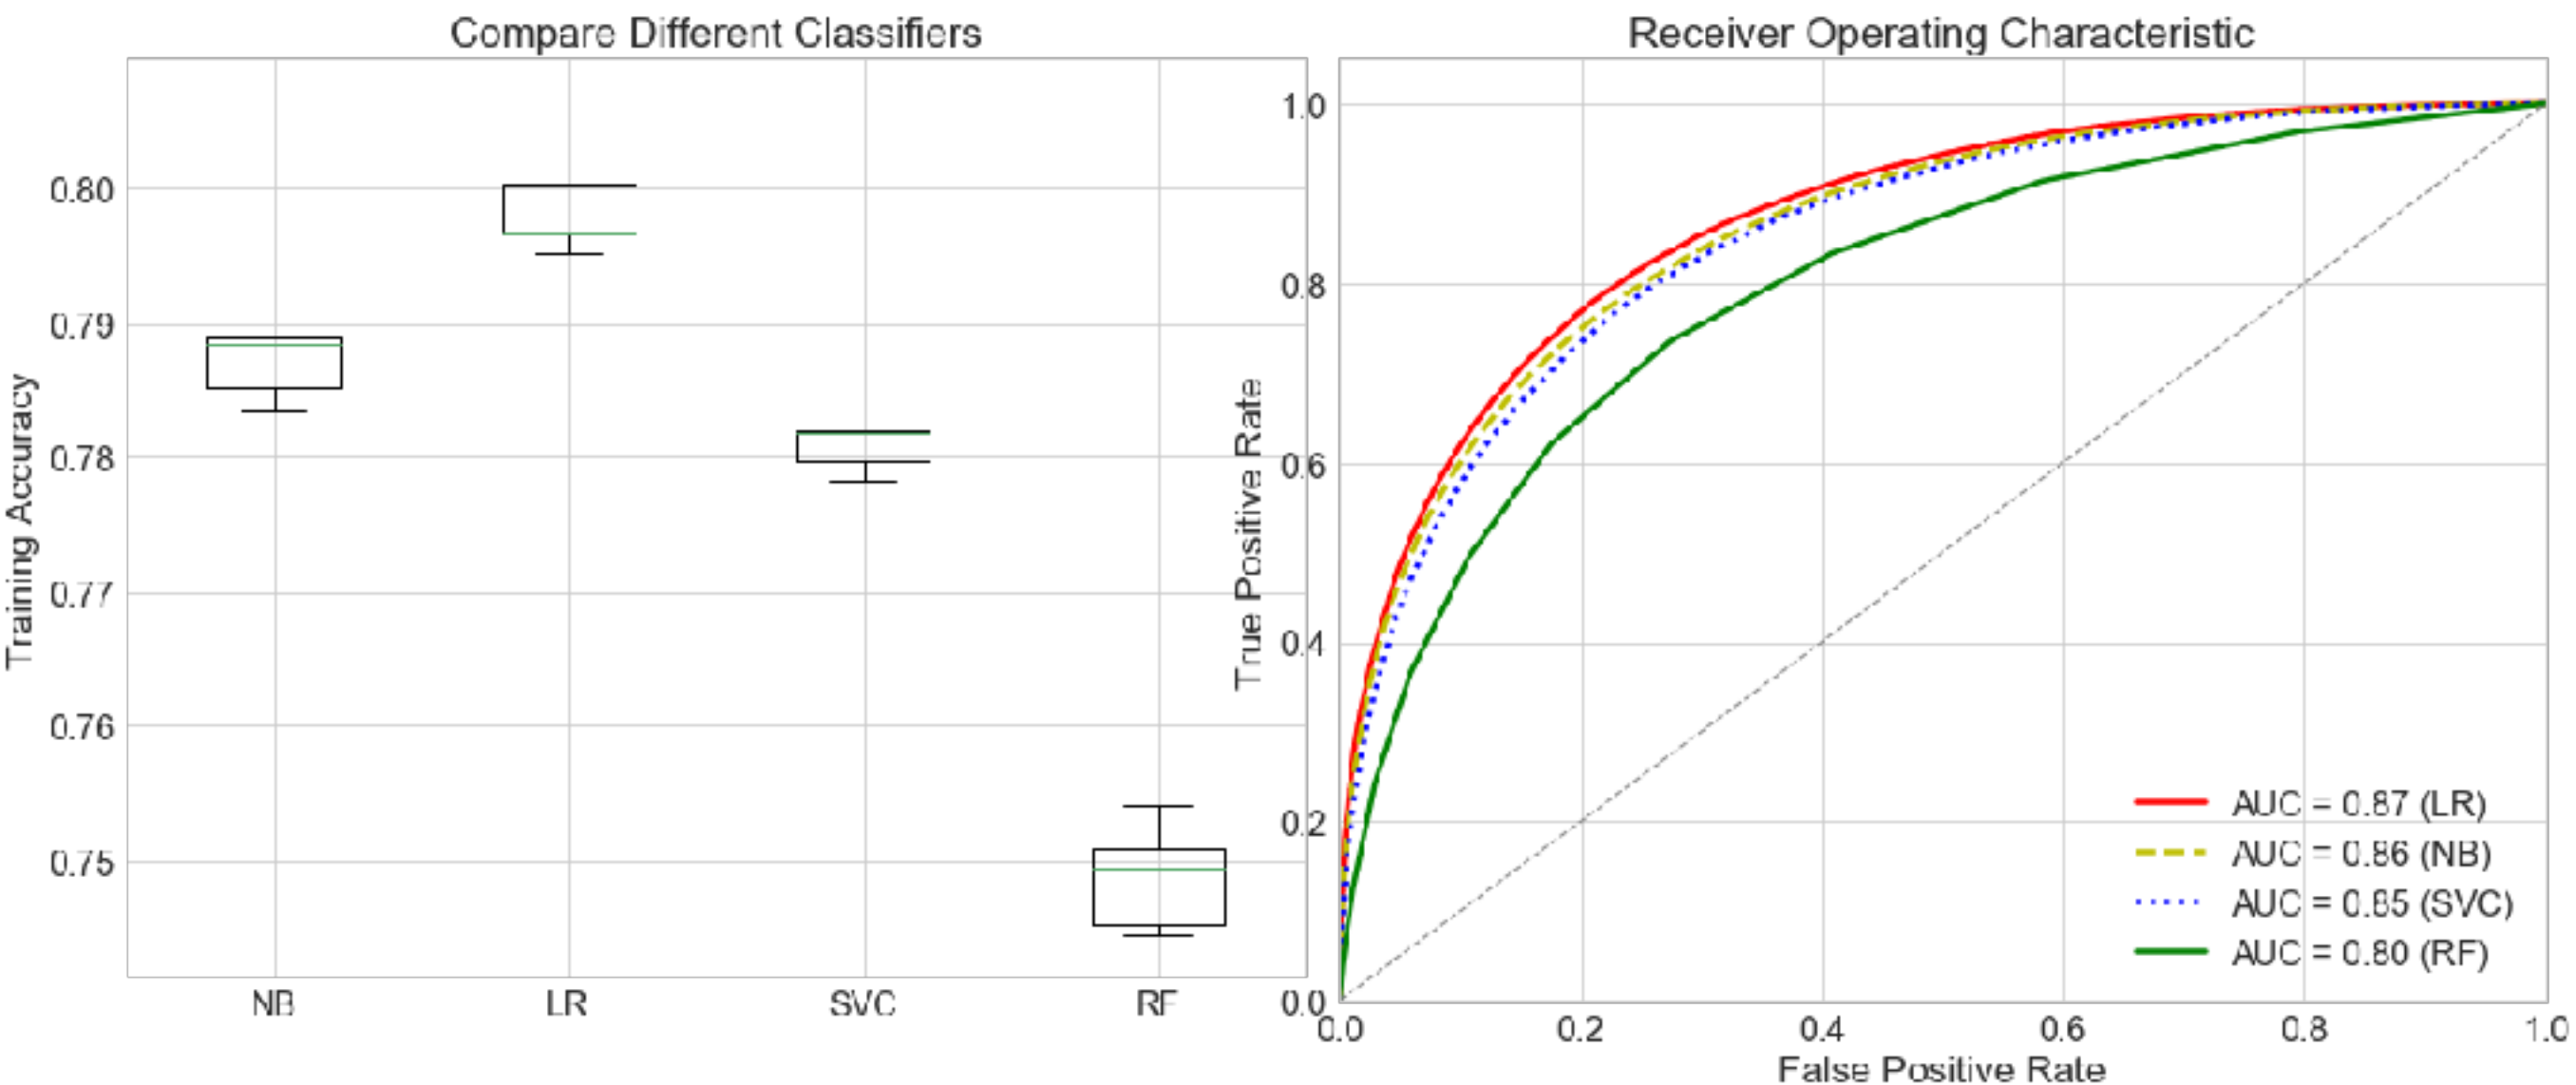 Compare Different Classifiers
Training Accuracy
0.80
0.79
0.78
0.77
0.76
0.75
NB LR SVC RF
Receiver Operating Characteristic
True Positive Rate
1.0
0.8
0.6
0.4
0.2
0.0
AUC = 0.87 (LR)
AUC = 0.86 (NB)
AUC = 0.85 (SVC)
AUC = 0.80 (RF)
0.0 0.2 0.4 0.6 0.8 1.0
False Positive Rate